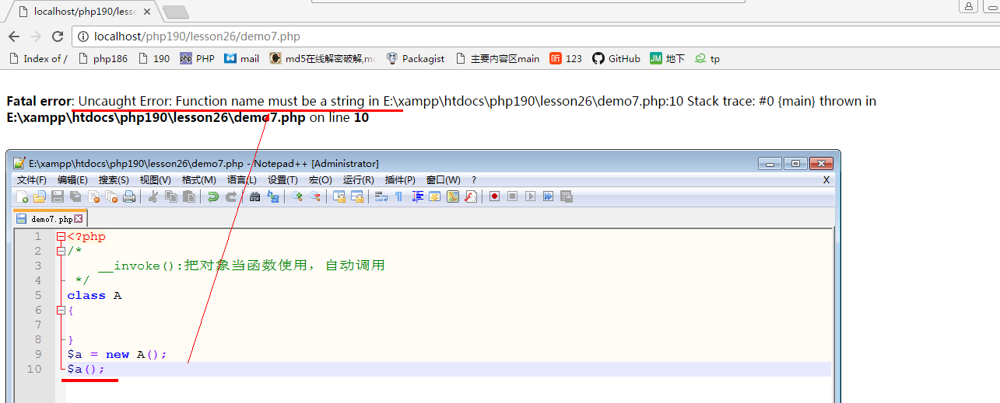 localhost/php190/less
localhost/php190/lesson26/demo7.php
Index of / php186 190 PHP mail md5在线解密破解,mc Packagist 主要内容区main 听 123 GitHub JM 地下 tp
Fatal error: Uncaught Error: Function name must be a string in E:\xampp\htdocs\php190\lesson26\demo7.php:10 Stack trace: #0 {main} thrown in
E:\xampp\htdocs\php190\lesson26\demo7.php on line 10
E:\xampp\htdocs\php190\lesson26\demo7.php - Notepad++ [Administrator]
文件(F) 编辑(E) 搜索(S) 视图(V) 格式(M) 语言(L) 设置(T) 宏(O) 运行(R) 插件(P) 窗口(W) ? X
demo7.php
1 <?php
2 /*
3 __invoke():把对象当函数使用，自动调用
4 */
5 class A
6 {
7
8 }
9 $a = new A();
10 $a();